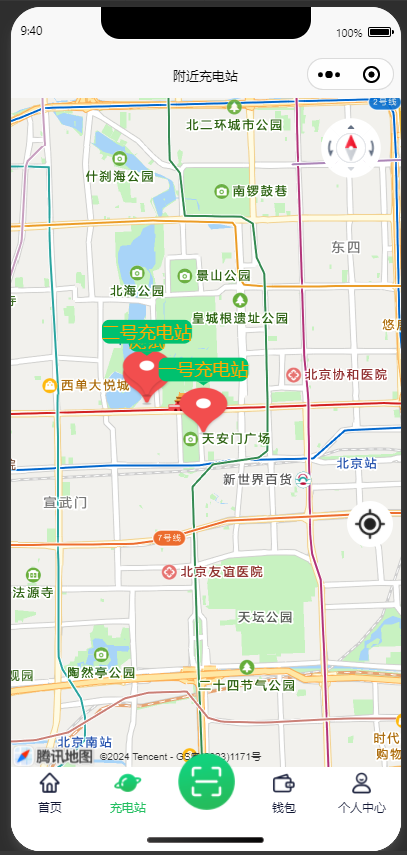 9:40
100%
附近充电站
2号线
北二环城市公园
什刹海公园
南锣鼓巷
东四
景山公园
北海公园
皇城根遗址公园
二号充电站
一号充电站
西单大悦城
北京协和医院
天安门广场
北京站
新世界百货
宣武门
7号线
北京友谊医院
法源寺
天坛公园
陶然亭公园
观园
二十四节气公园
北京南站
时代
购物
腾讯地图
©2024 Tencent - GS
)1171号
首页
充电站
钱包
个人中心